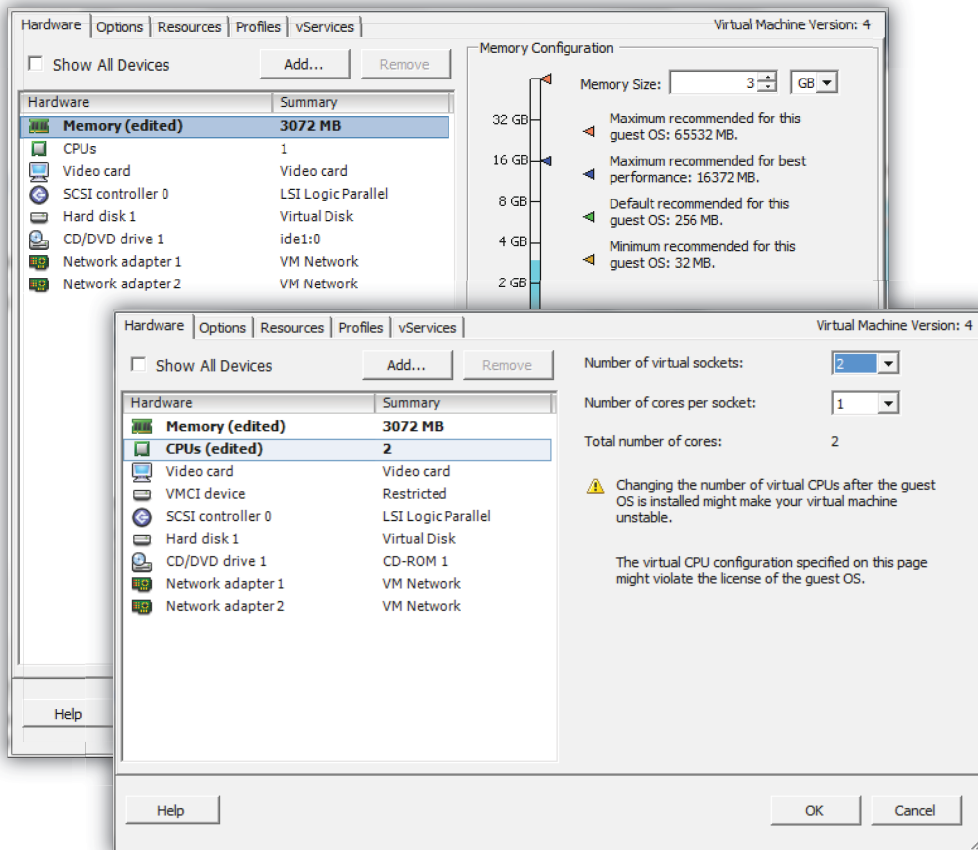 Hardware Options Resources Profiles vServices Virtual Machine Version: 4
Show All Devices Add... Remove
Hardware Summary
Memory (edited) 3072 MB
CPUs 1
Video card Video card
SCSI controller 0 LSI Logic Parallel
Hard disk 1 Virtual Disk
CD/DVD drive 1 ide1:0
Network adapter 1 VM Network
Network adapter 2 VM Network
Memory Configuration
Memory Size: 3 GB
32 GB
16 GB
8 GB
4 GB
2 GB
Maximum recommended for this
guest OS: 65532 MB.
Maximum recommended for best
performance: 16372 MB.
Default recommended for this
guest OS: 256 MB.
Minimum recommended for this
guest OS: 32 MB.
Help
Hardware Options Resources Profiles vServices Virtual Machine Version: 4
Show All Devices Add... Remove
Hardware Summary
Memory (edited) 3072 MB
CPUs (edited) 2
Video card Video card
VMCI device Restricted
SCSI controller 0 LSI Logic Parallel
Hard disk 1 Virtual Disk
CD/DVD drive 1 CD-ROM 1
Network adapter 1 VM Network
Network adapter 2 VM Network
Number of virtual sockets: 2
Number of cores per socket: 1
Total number of cores: 2
Changing the number of virtual CPUs after the guest
OS is installed might make your virtual machine
unstable.
The virtual CPU configuration specified on this page
might violate the license of the guest OS.
Help OK Cancel